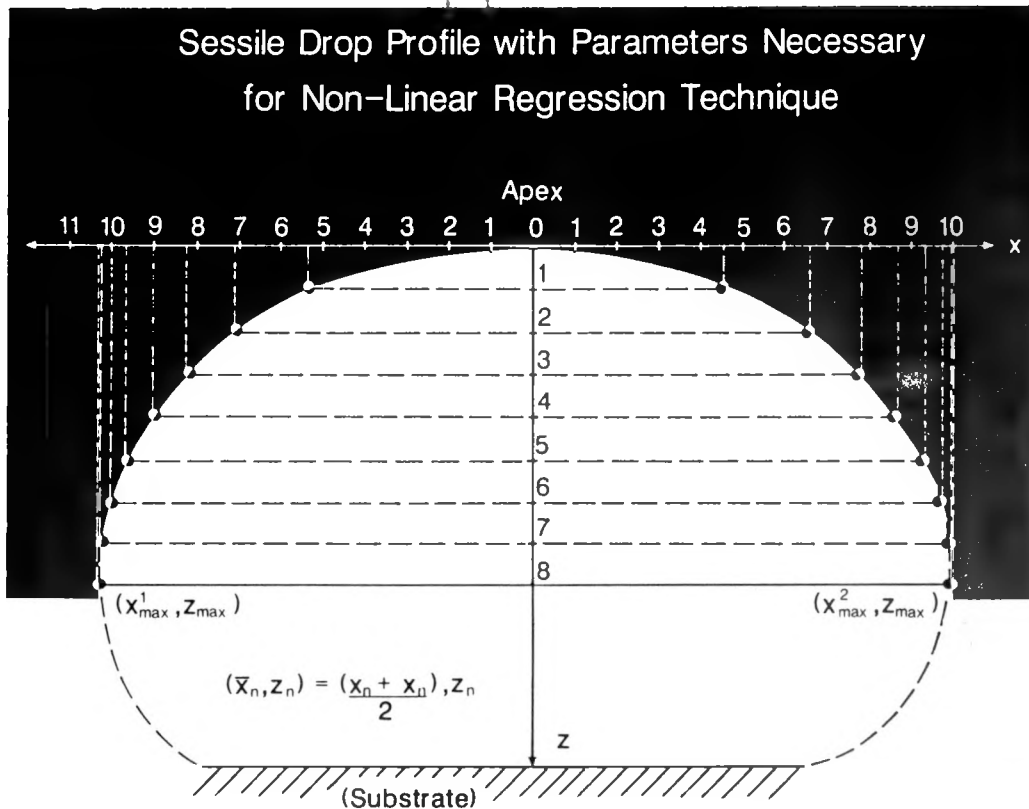 Sessile Drop Profile with Parameters Necessary
for Non-Linear Regression Technique
Apex
11 10 9 8 7 6 5 4 3 2 1 0 1 2 3 4 5 6 7 8 9 10 x
1
2
3
4
5
6
7
8
(x¹max, zmax) (x²max, zmax)
(x̄n, zn) = (xn + xn), zn
2
z
(Substrate)